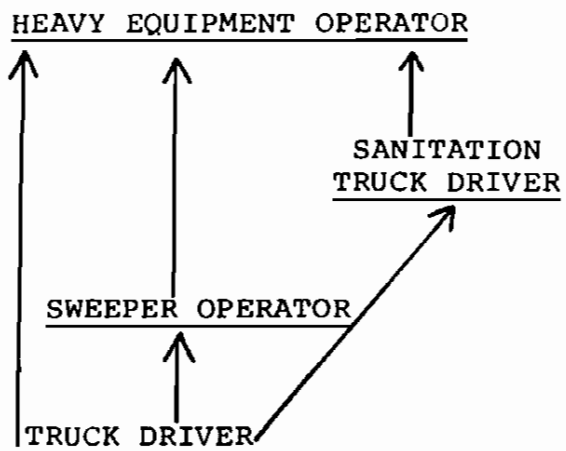 HEAVY EQUIPMENT OPERATOR
SANITATION
TRUCK DRIVER
SWEEPER OPERATOR
TRUCK DRIVER